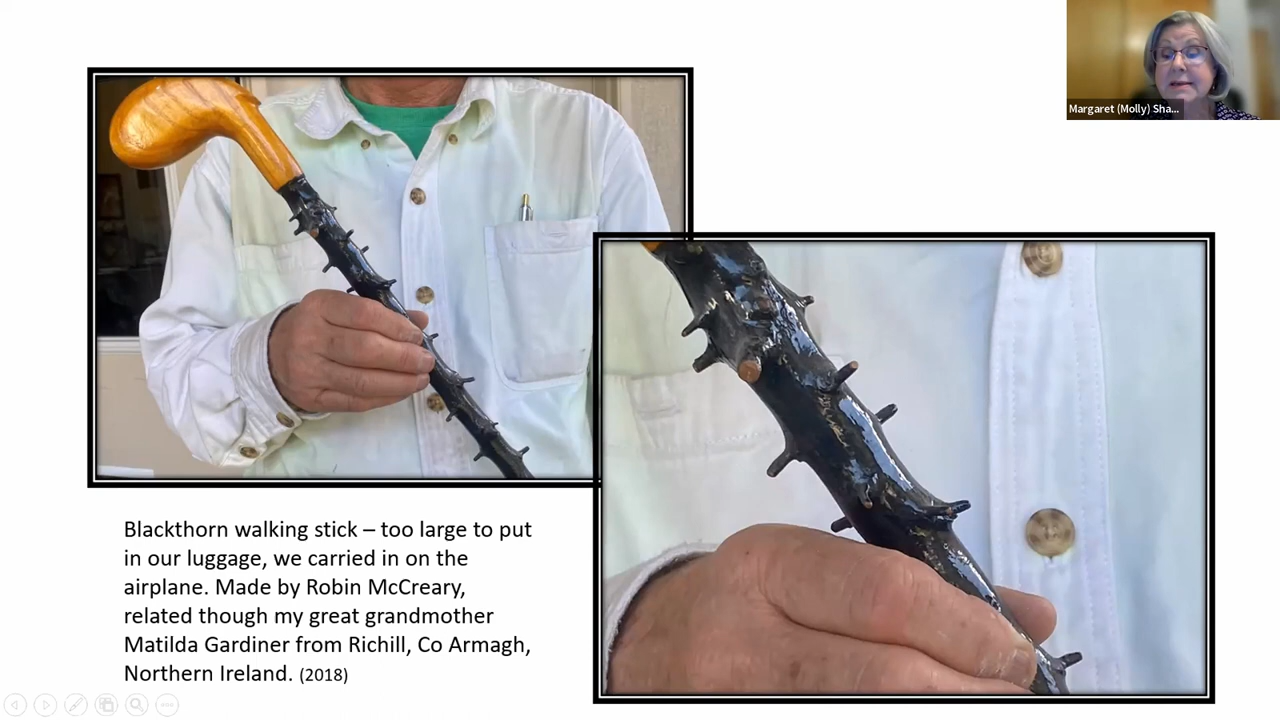 Margaret (Molly) Sha...
Blackthorn walking stick – too large to put
in our luggage, we carried in on the
airplane. Made by Robin McCreary,
related though my great grandmother
Matilda Gardiner from Richill, Co Armagh,
Northern Ireland. (2018)